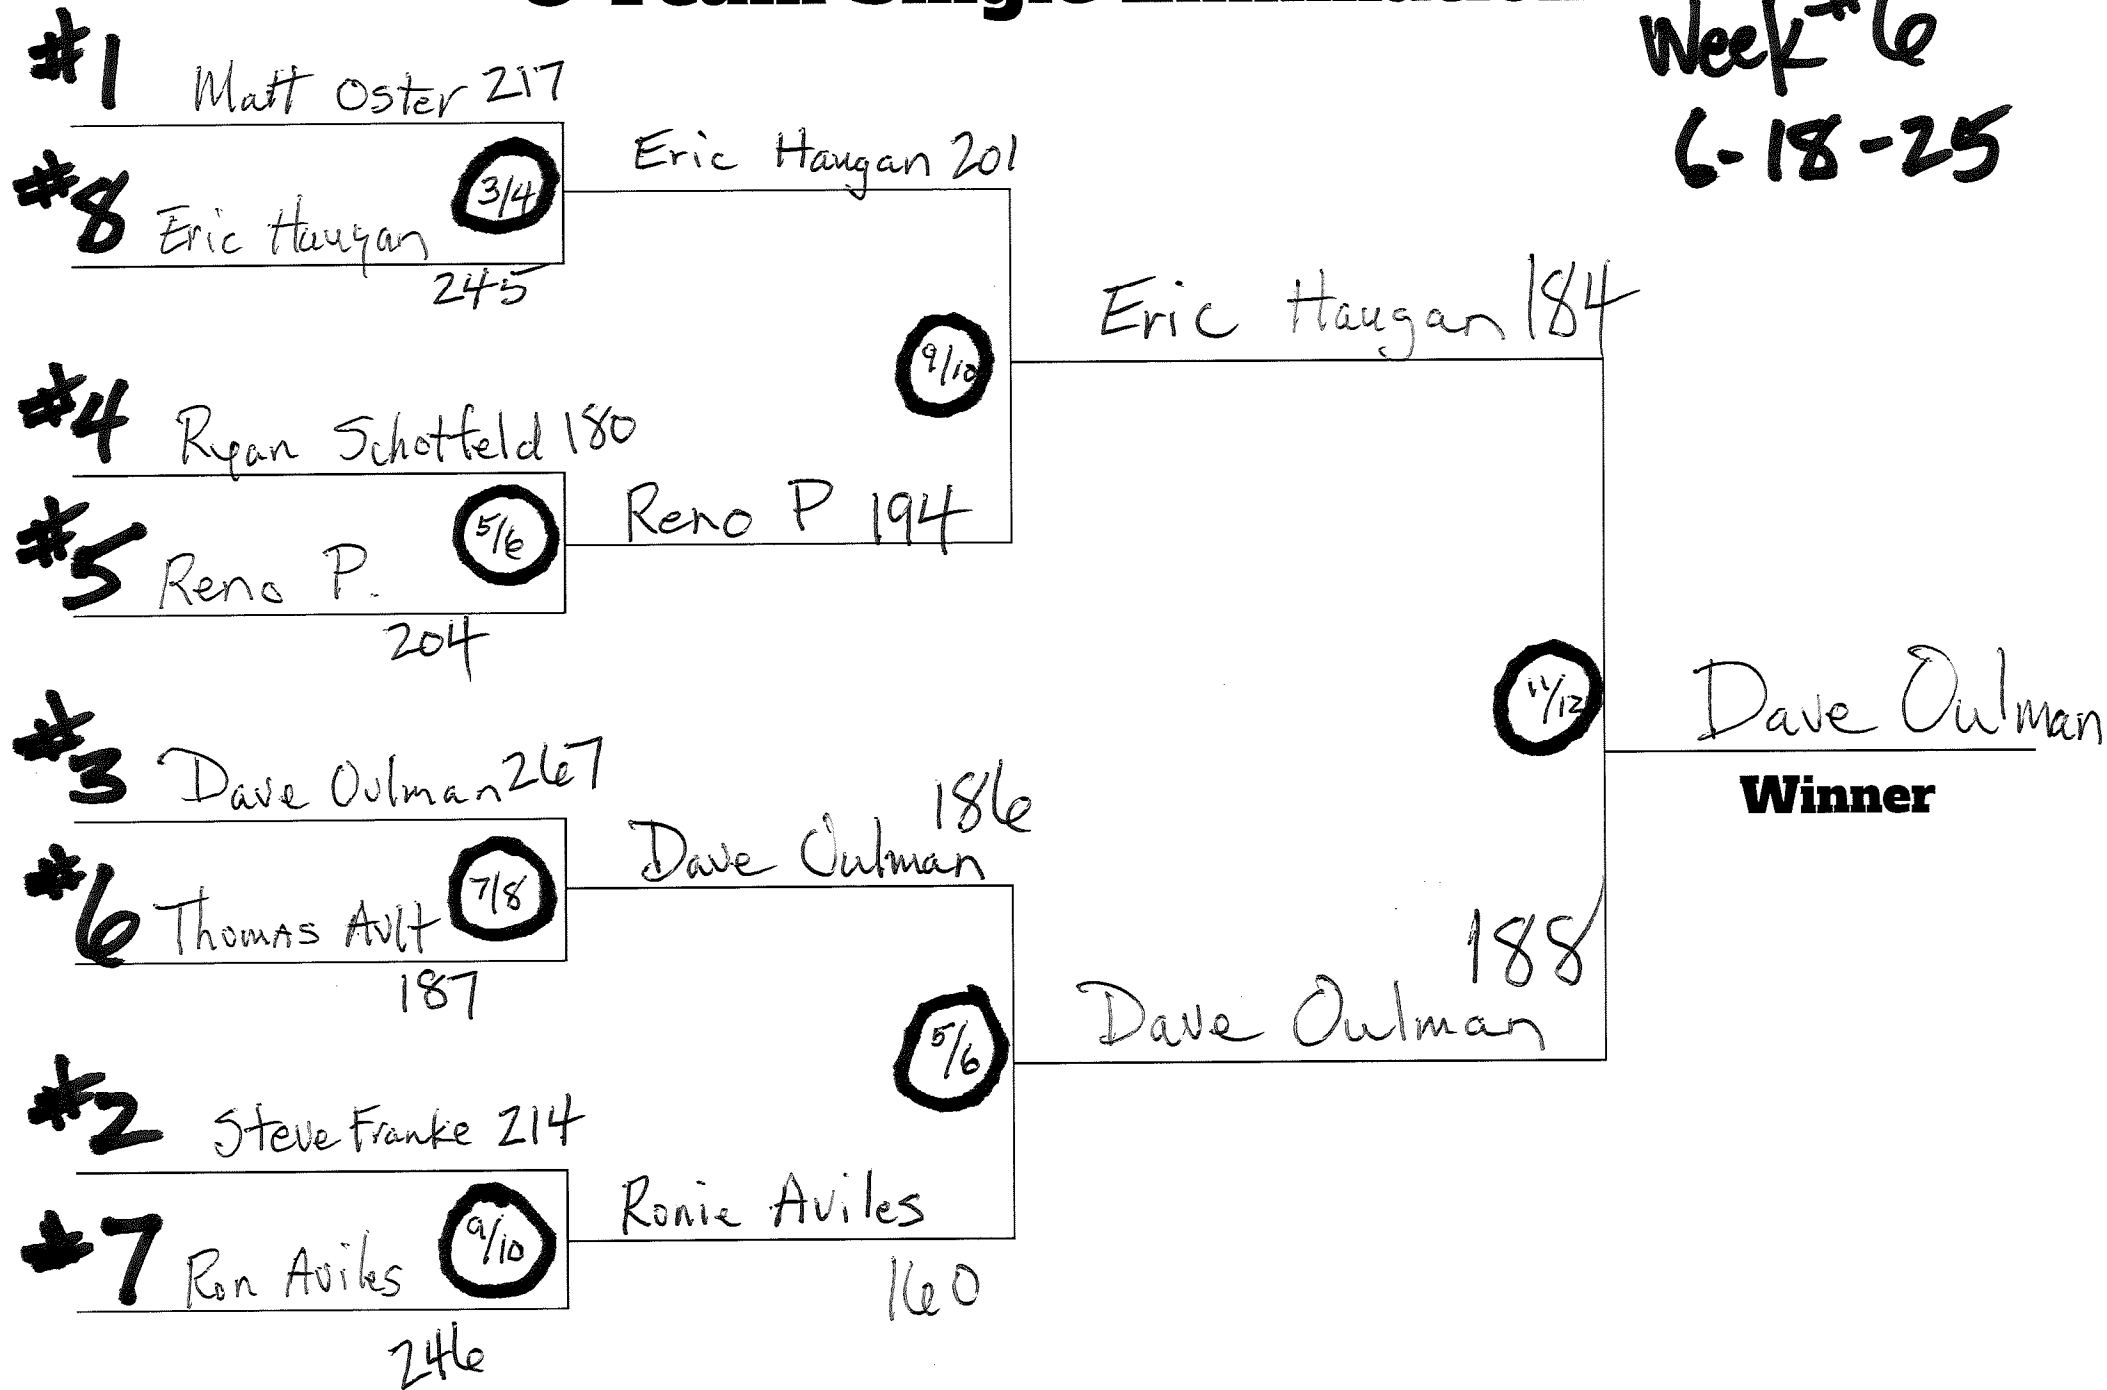 Week #6
6-18-25
#1 Matt Oster 217
3/4
#8 Eric Haugan
245
Eric Haugan 201
9/10
#4 Ryan Schotfeld 180
5/6
#5 Reno P.
204
Reno P 194
Eric Haugan 184
11/12
Dave Oulman
Winner
#3 Dave Oulman 267
7/8
#6 Thomas Ault
187
186
Dave Oulman
5/6
188
Dave Oulman
#2 Steve Franke 214
9/10
#7 Ron Aviles
246
Ronie Aviles
160